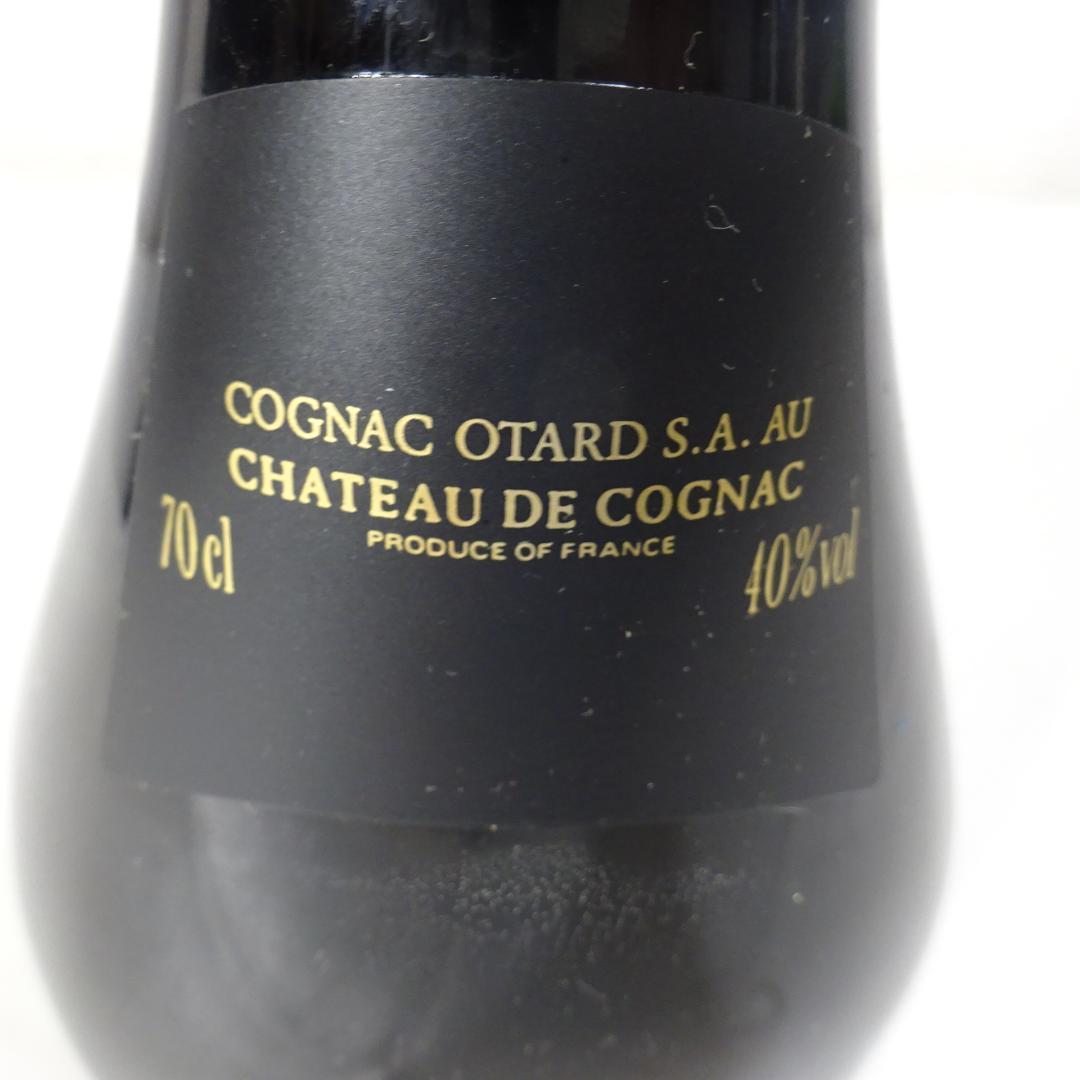 COGNAC OTARD S.A. AU
CHATEAU DE COGNAC
PRODUCE OF FRANCE
70cl
40%vol